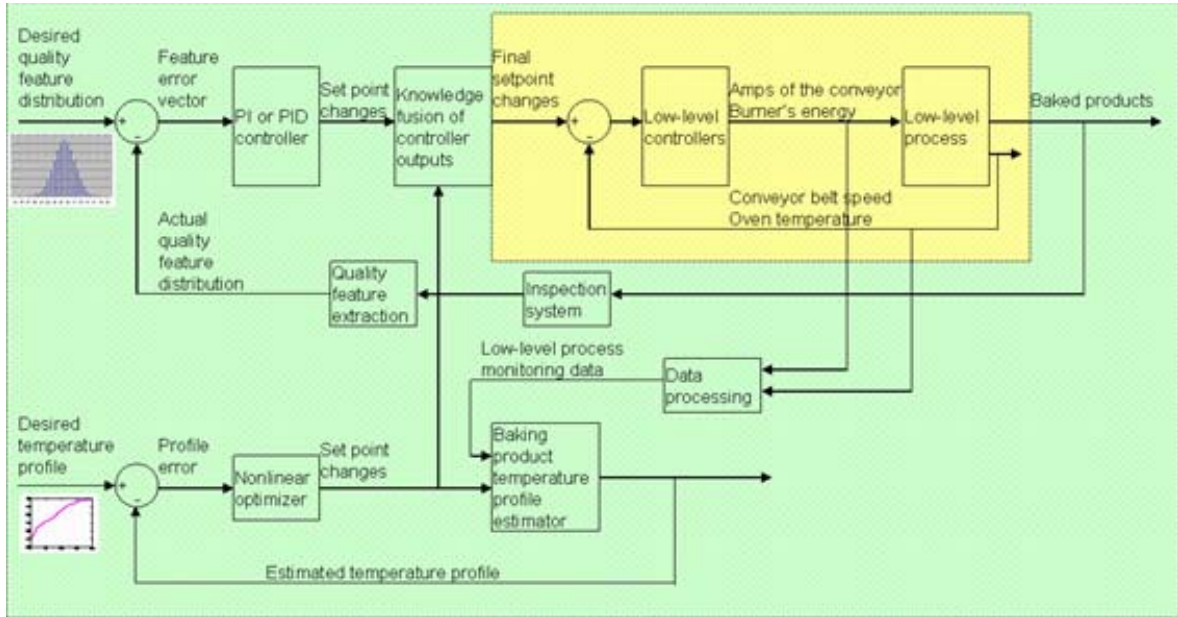 Desired
quality
feature
distribution
Feature
error
vector
+
-
PI or PID
controller
Set point
changes
Knowledge
fusion of
controller
outputs
Final
setpoint
changes
+
-
Low-level
controllers
Amps of the conveyor
Burner's energy
Low-level
process
Baked products
Conveyor belt speed
Oven temperature
Actual
quality
feature
distribution
Quality
feature
extraction
Inspection
system
Low-level process
monitoring data
Data
processing
Desired
temperature
profile
+
-
Profile
error
Nonlinear
optimizer
Set point
changes
Baking
product
temperature
profile
estimator
Estimated temperature profile